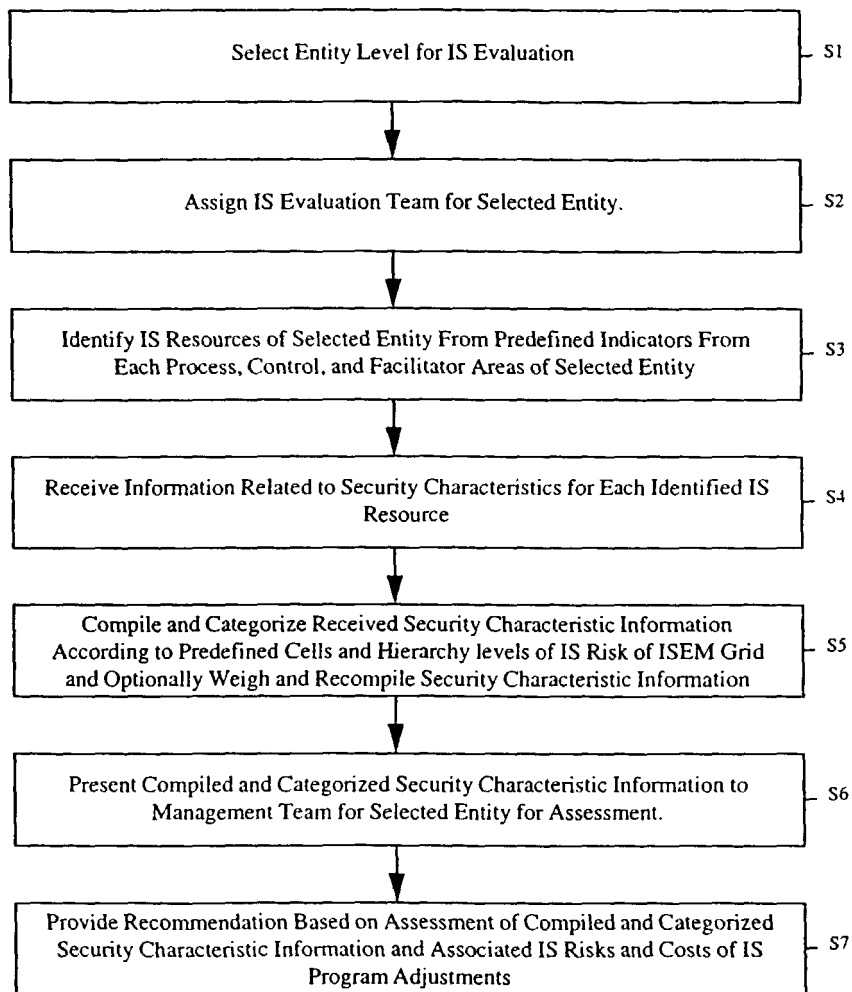 Select Entity Level for IS Evaluation
S1
Assign IS Evaluation Team for Selected Entity.
S2
Identify IS Resources of Selected Entity From Predefined Indicators From
Each Process, Control, and Facilitator Areas of Selected Entity
S3
Receive Information Related to Security Characteristics for Each Identified IS
Resource
S4
Compile and Categorize Received Security Characteristic Information
According to Predefined Cells and Hierarchy levels of IS Risk of ISEM Grid
and Optionally Weigh and Recompile Security Characteristic Information
S5
Present Compiled and Categorized Security Characteristic Information to
Management Team for Selected Entity for Assessment.
S6
Provide Recommendation Based on Assessment of Compiled and Categorized
Security Characteristic Information and Associated IS Risks and Costs of IS
Program Adjustments
S7